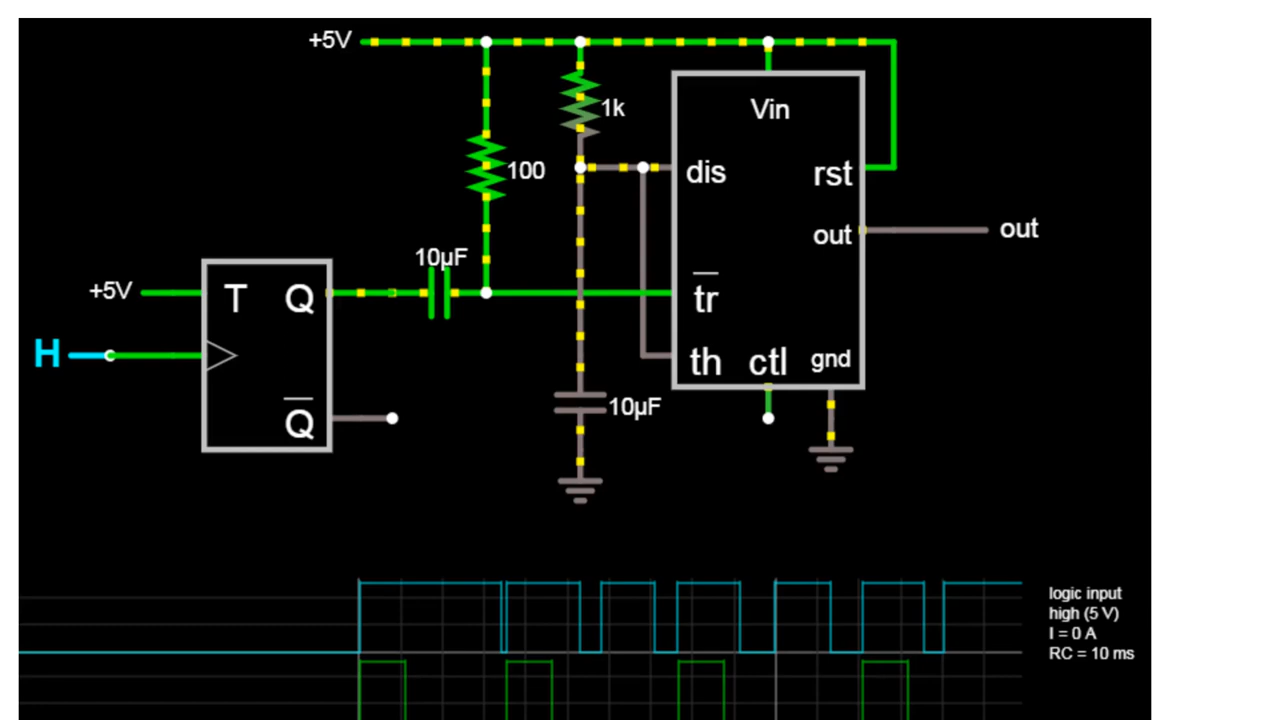 +5V
1k
Vin
100
dis
rst
out
out
10µF
+5V
T
Q
tr
H
th
ctl
gnd
Q
10µF
logic input
high (5 V)
I = 0 A
RC = 10 ms